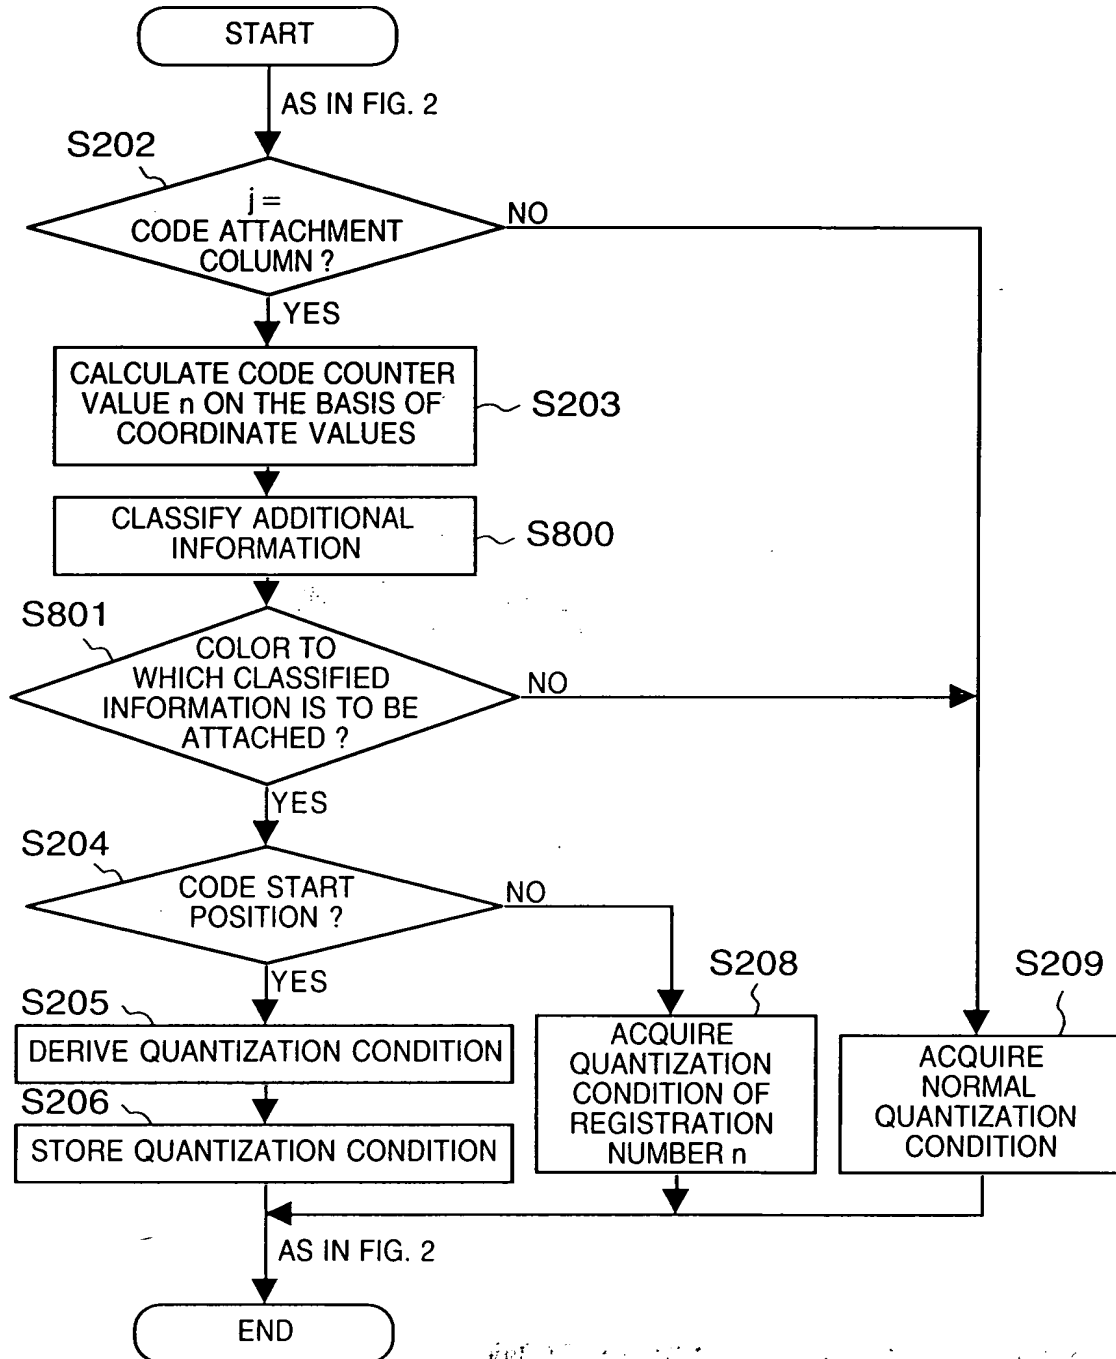 START
AS IN FIG. 2
S202
j =
CODE ATTACHMENT
COLUMN ?
NO
YES
CALCULATE CODE COUNTER
VALUE n ON THE BASIS OF
COORDINATE VALUES
S203
CLASSIFY ADDITIONAL
INFORMATION
S800
S801
COLOR TO
WHICH CLASSIFIED
INFORMATION IS TO BE
ATTACHED ?
NO
YES
S204
CODE START
POSITION ?
NO
YES
S205
DERIVE QUANTIZATION CONDITION
S206
STORE QUANTIZATION CONDITION
S208
ACQUIRE
QUANTIZATION
CONDITION OF
REGISTRATION
NUMBER n
S209
ACQUIRE
NORMAL
QUANTIZATION
CONDITION
AS IN FIG. 2
END